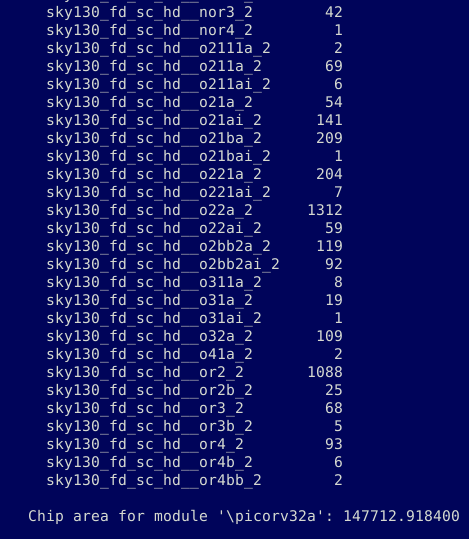 sky130_fd_sc_hd__nor3_2 42
sky130_fd_sc_hd__nor4_2 1
sky130_fd_sc_hd__o2111a_2 2
sky130_fd_sc_hd__o211a_2 69
sky130_fd_sc_hd__o211ai_2 6
sky130_fd_sc_hd__o21a_2 54
sky130_fd_sc_hd__o21ai_2 141
sky130_fd_sc_hd__o21ba_2 209
sky130_fd_sc_hd__o21bai_2 1
sky130_fd_sc_hd__o221a_2 204
sky130_fd_sc_hd__o221ai_2 7
sky130_fd_sc_hd__o22a_2 1312
sky130_fd_sc_hd__o22ai_2 59
sky130_fd_sc_hd__o2bb2a_2 119
sky130_fd_sc_hd__o2bb2ai_2 92
sky130_fd_sc_hd__o311a_2 8
sky130_fd_sc_hd__o31a_2 19
sky130_fd_sc_hd__o31ai_2 1
sky130_fd_sc_hd__o32a_2 109
sky130_fd_sc_hd__o41a_2 2
sky130_fd_sc_hd__or2_2 1088
sky130_fd_sc_hd__or2b_2 25
sky130_fd_sc_hd__or3_2 68
sky130_fd_sc_hd__or3b_2 5
sky130_fd_sc_hd__or4_2 93
sky130_fd_sc_hd__or4b_2 6
sky130_fd_sc_hd__or4bb_2 2
Chip area for module '\picorv32a': 147712.918400